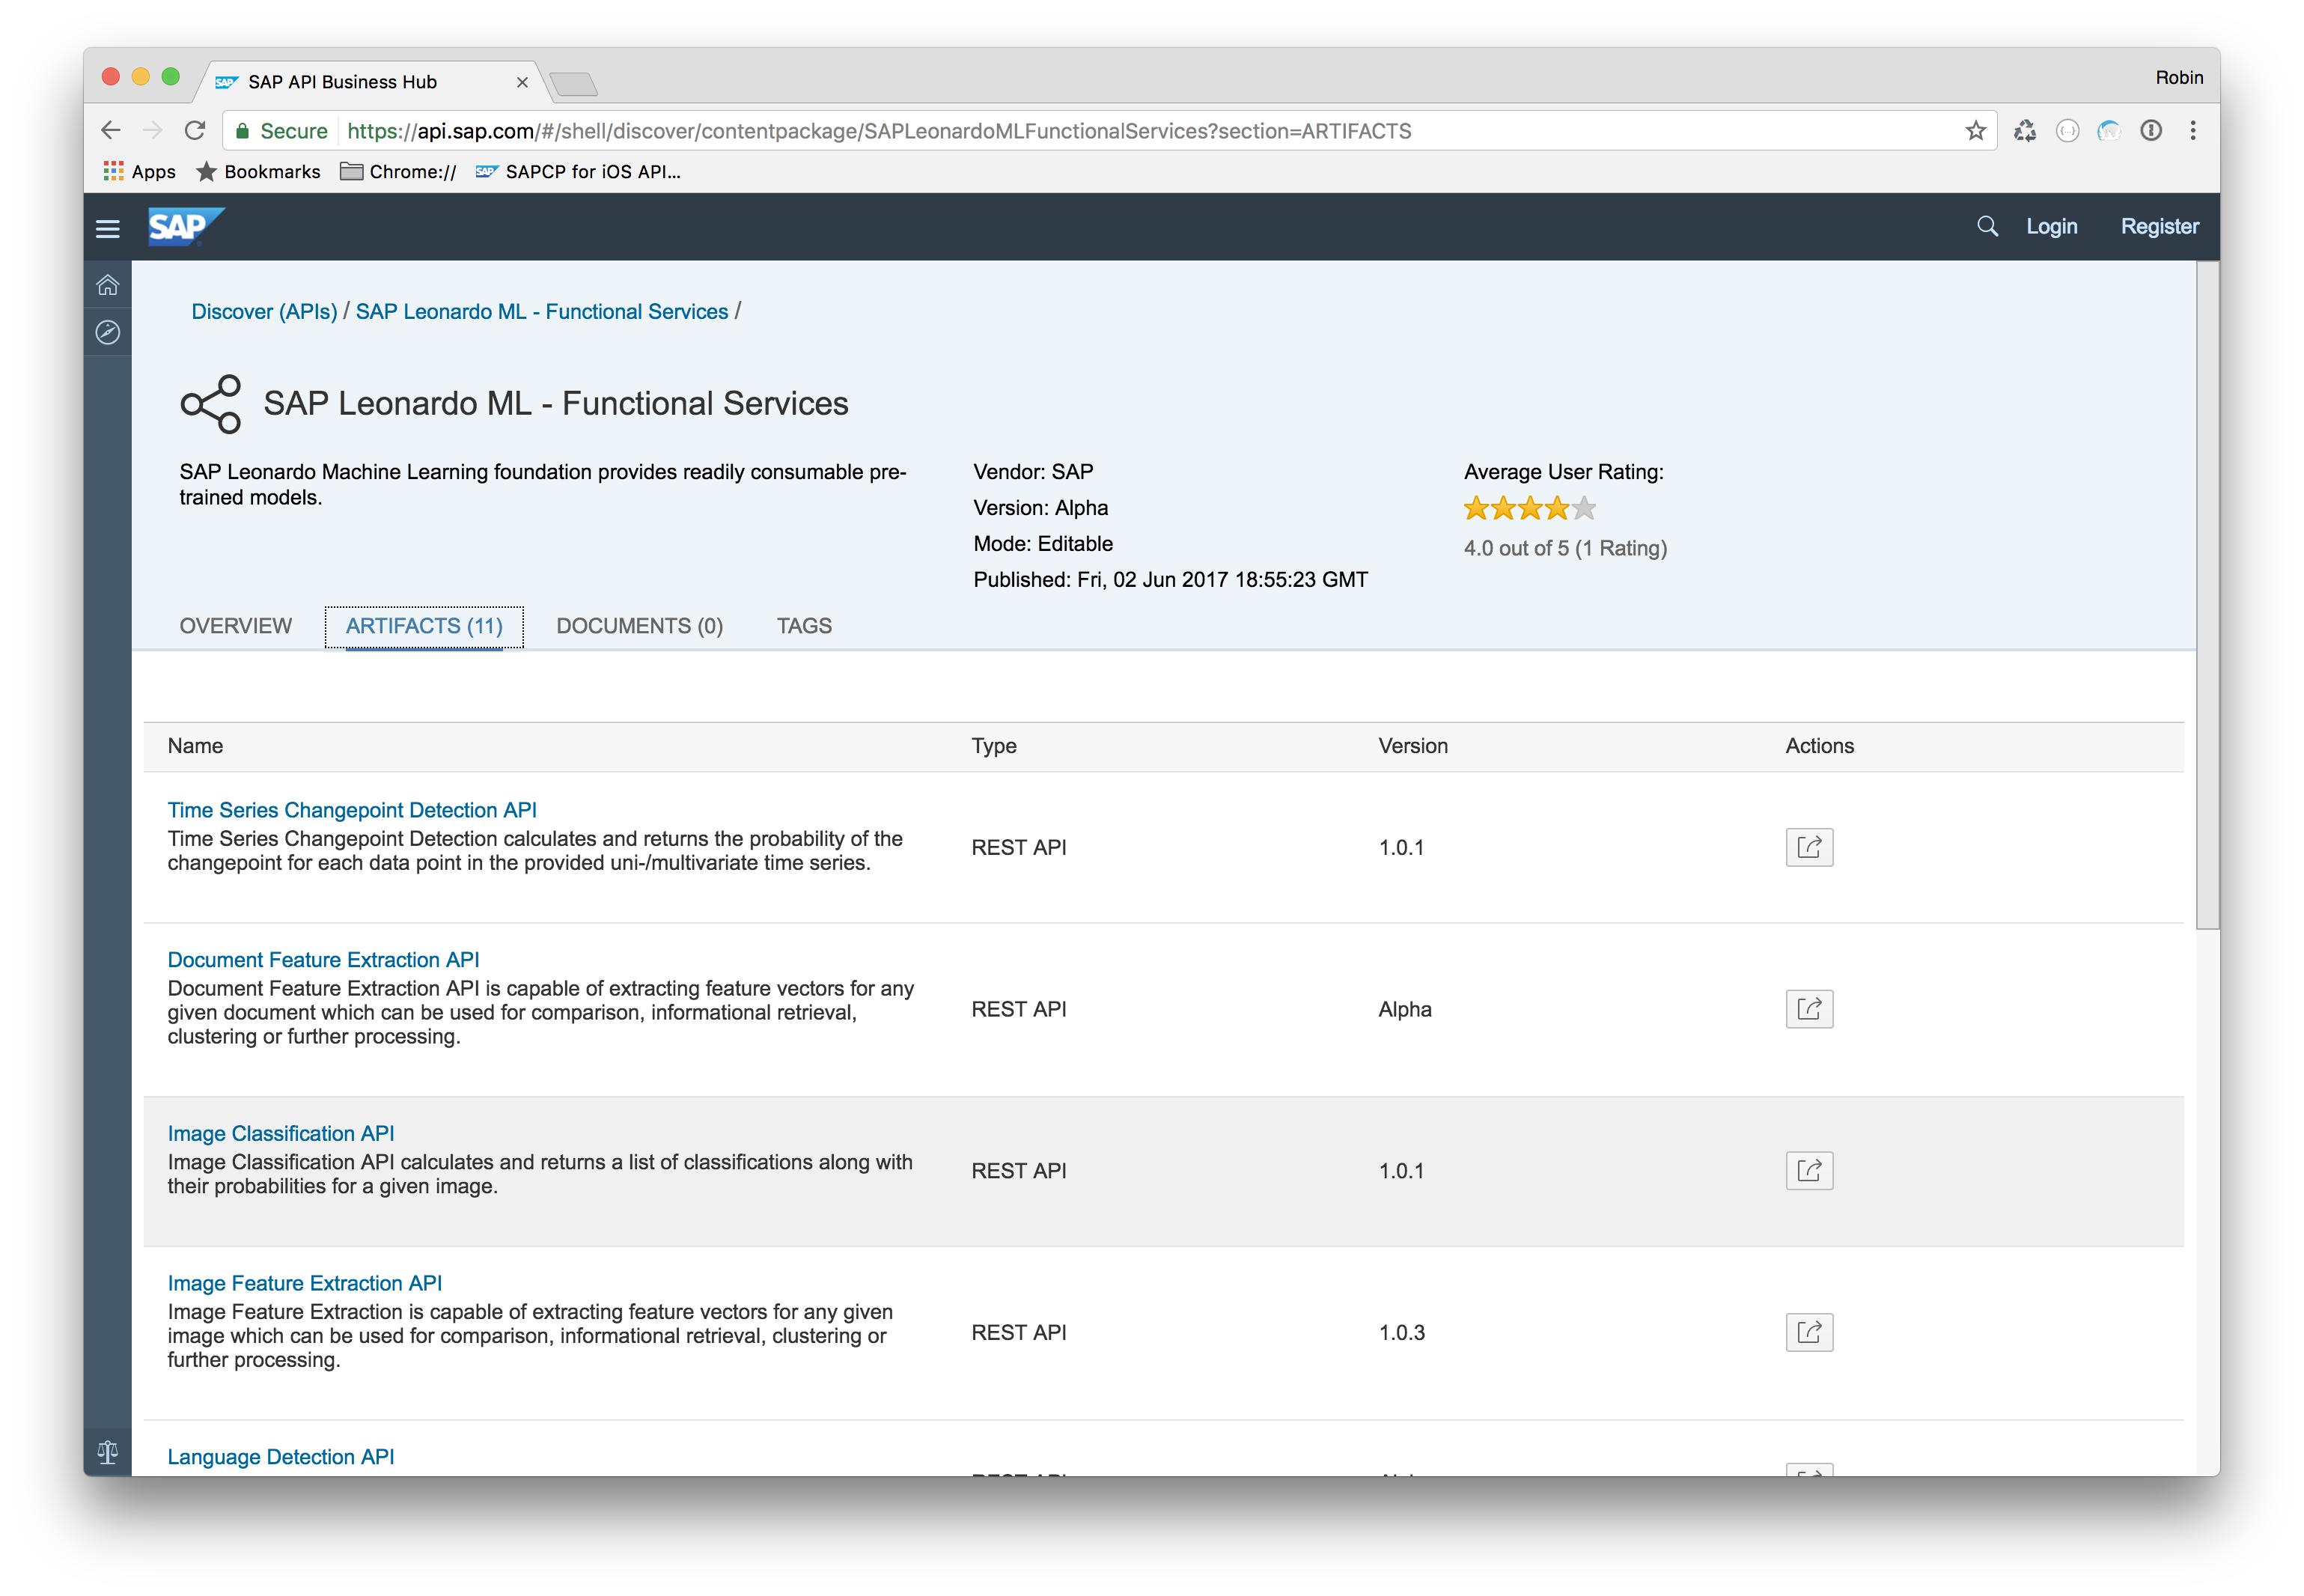 SAP API Business Hub
Robin
Secure
https://api.sap.com/#/shell/discover/contentpackage/SAPLeonardoMLFunctionalServices?section=ARTIFACTS
Apps
Bookmarks
Chrome://
SAPCP for iOS API...
SAP
Login
Register
Discover (APIs) / SAP Leonardo ML - Functional Services /
SAP Leonardo ML - Functional Services
SAP Leonardo Machine Learning foundation provides readily consumable pre-
trained models.
Vendor: SAP
Version: Alpha
Mode: Editable
Published: Fri, 02 Jun 2017 18:55:23 GMT
Average User Rating:
4.0 out of 5 (1 Rating)
OVERVIEW
ARTIFACTS (11)
DOCUMENTS (0)
TAGS
Name
Type
Version
Actions
Time Series Changepoint Detection API
Time Series Changepoint Detection calculates and returns the probability of the
changepoint for each data point in the provided uni-/multivariate time series.
REST API
1.0.1
Document Feature Extraction API
Document Feature Extraction API is capable of extracting feature vectors for any
given document which can be used for comparison, informational retrieval,
clustering or further processing.
REST API
Alpha
Image Classification API
Image Classification API calculates and returns a list of classifications along with
their probabilities for a given image.
REST API
1.0.1
Image Feature Extraction API
Image Feature Extraction is capable of extracting feature vectors for any given
image which can be used for comparison, informational retrieval, clustering or
further processing.
REST API
1.0.3
Language Detection API